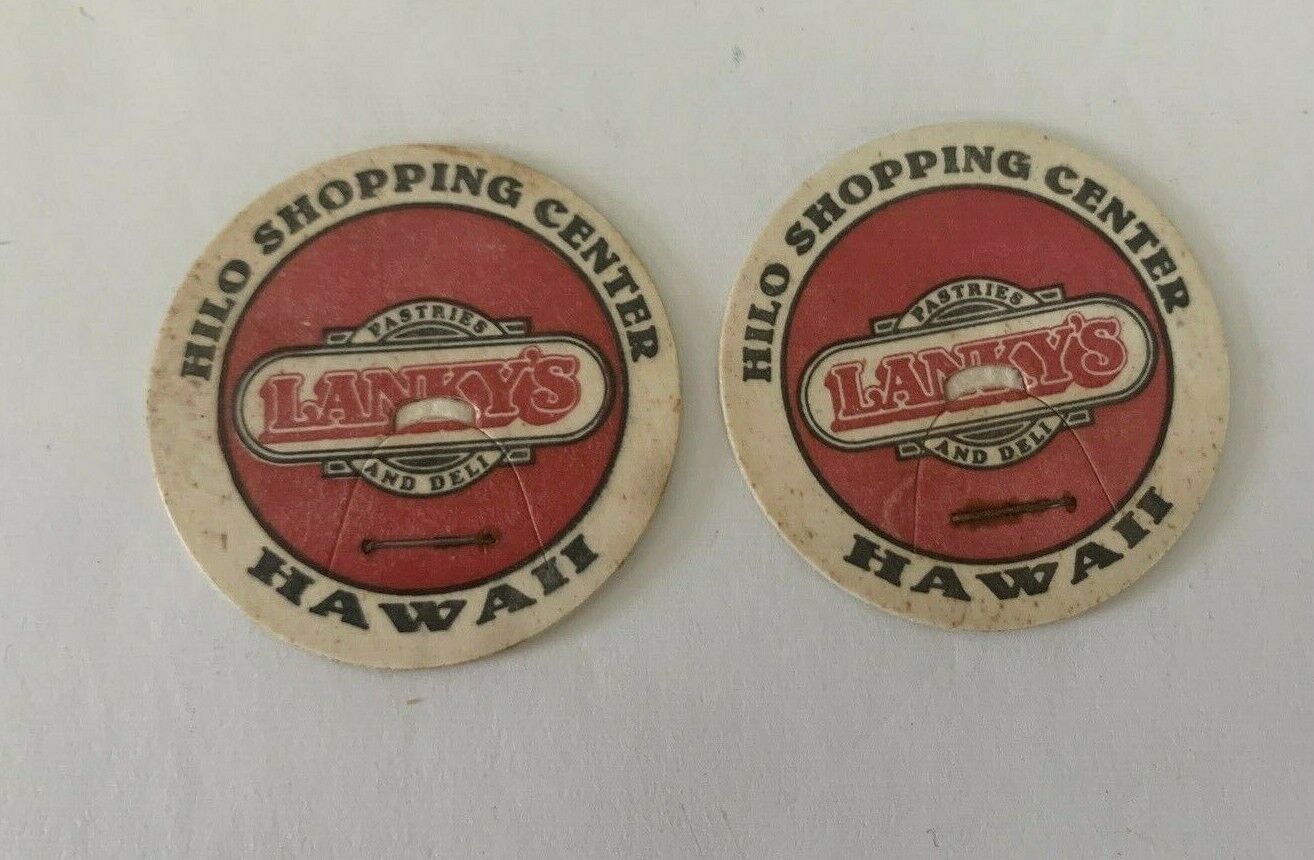 HILO SHOPPING CENTER
PASTRIES
LANKY'S
AND DELI
HAWAII
HILO SHOPPING CENTER
PASTRIES
LANKY'S
AND DELI
HAWAII